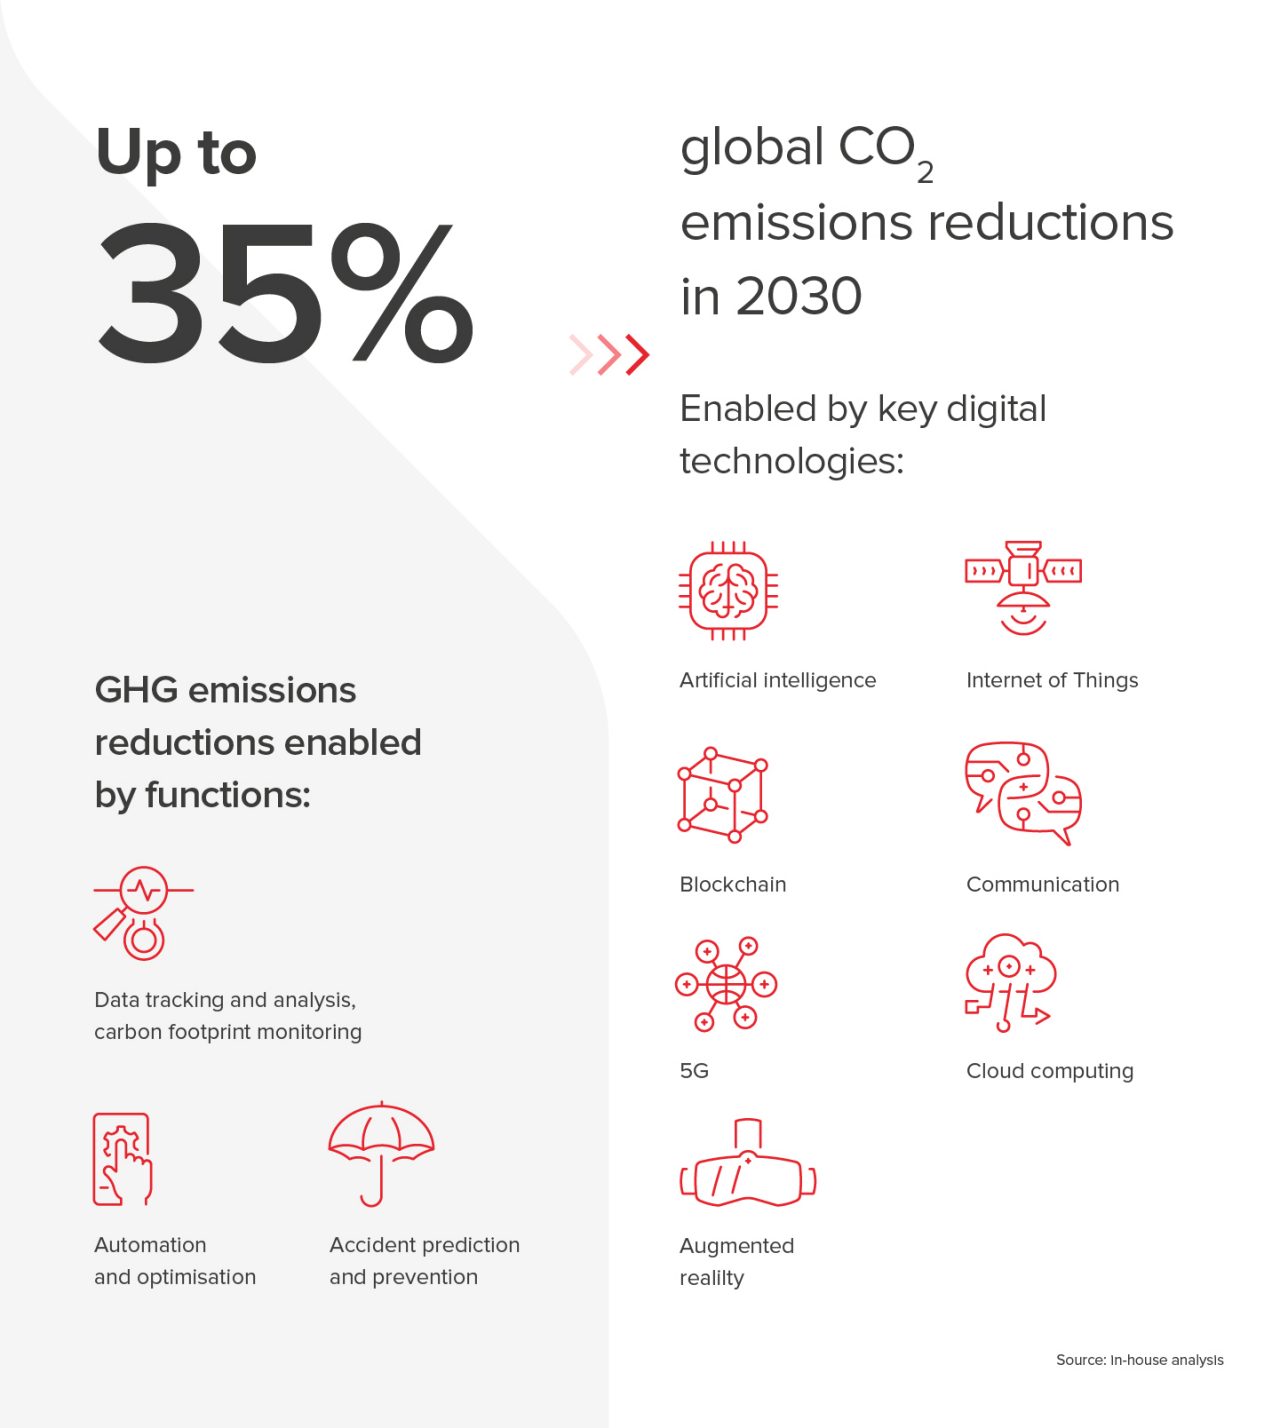 Up to
35%
global CO₂
emissions reductions
in 2030
Enabled by key digital
technologies:
Artificial intelligence
Internet of Things
Blockchain
Communication
5G
Cloud computing
Augmented
realilty
GHG emissions
reductions enabled
by functions:
Data tracking and analysis,
carbon footprint monitoring
Automation
and optimisation
Accident prediction
and prevention
Source: In-house analysis